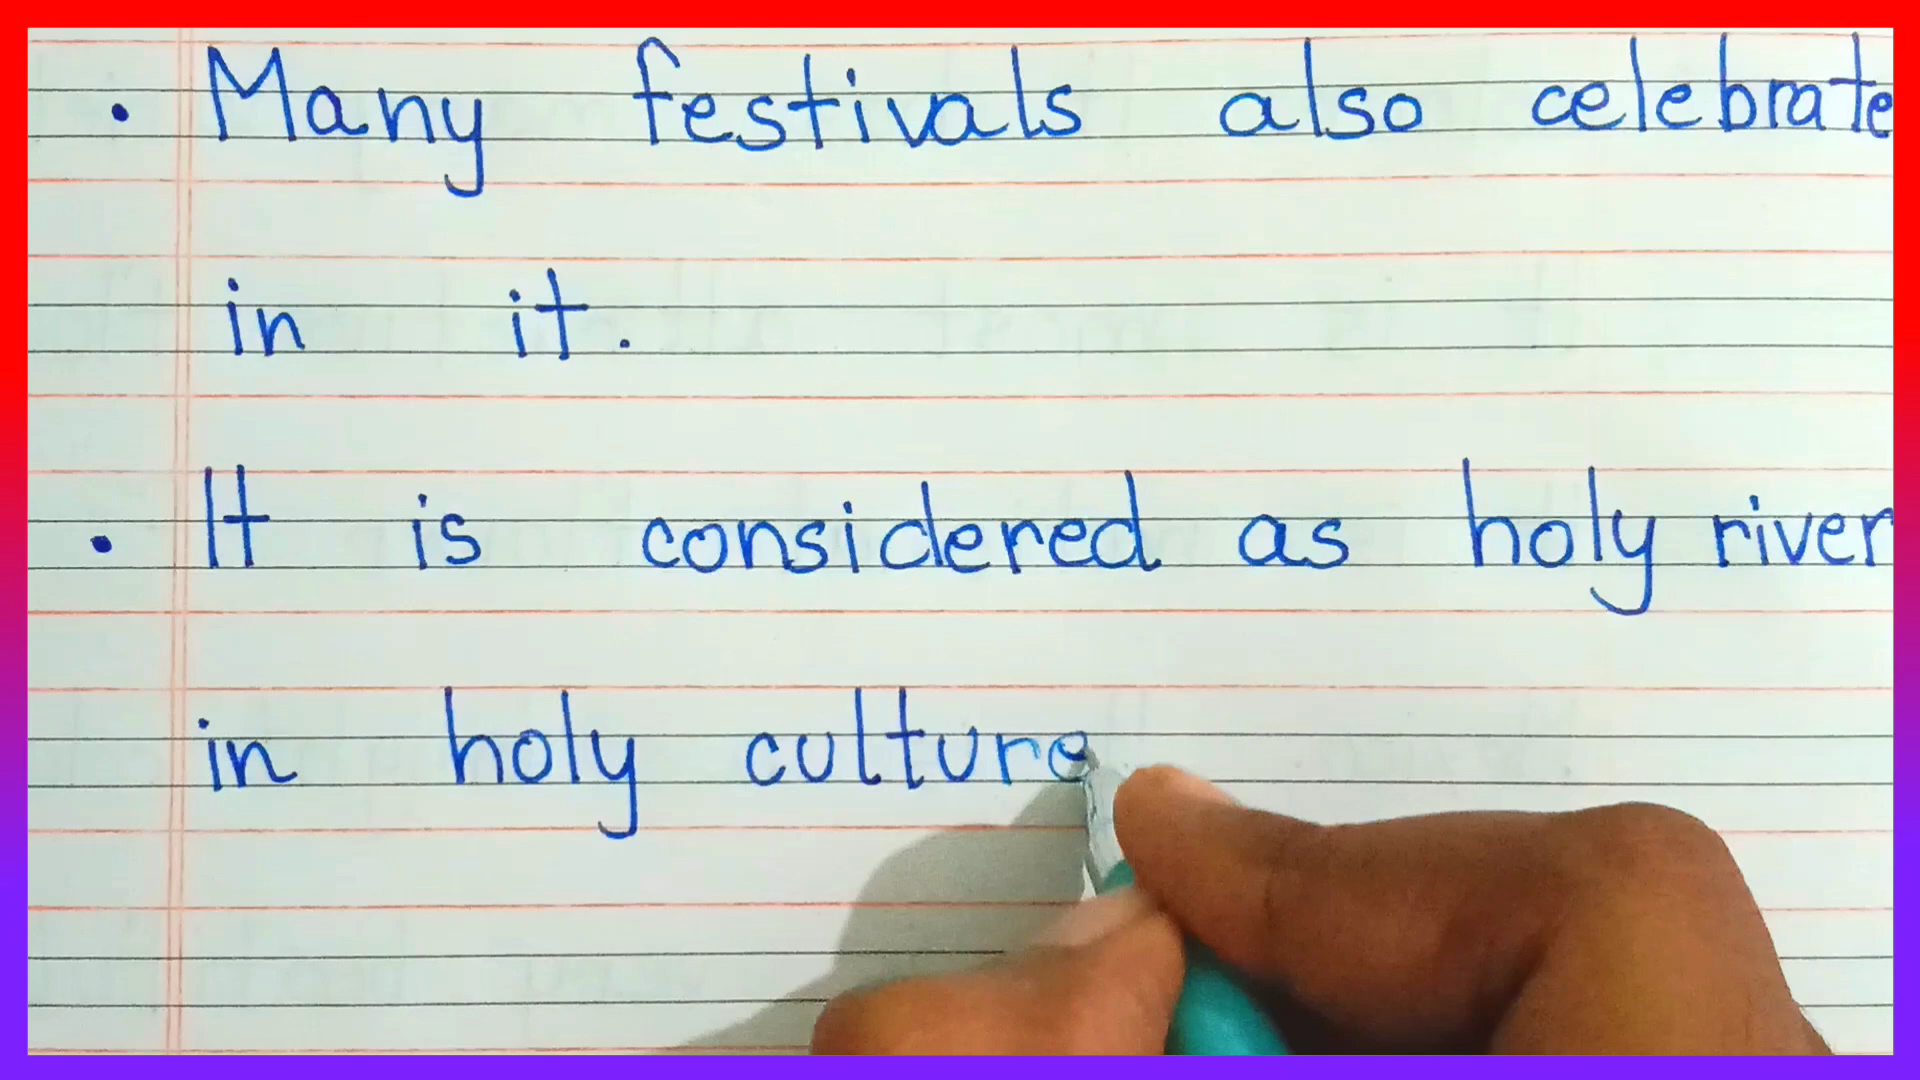 • Many festivals also celebrate
in it.
• It is considered as holy river
in holy culture